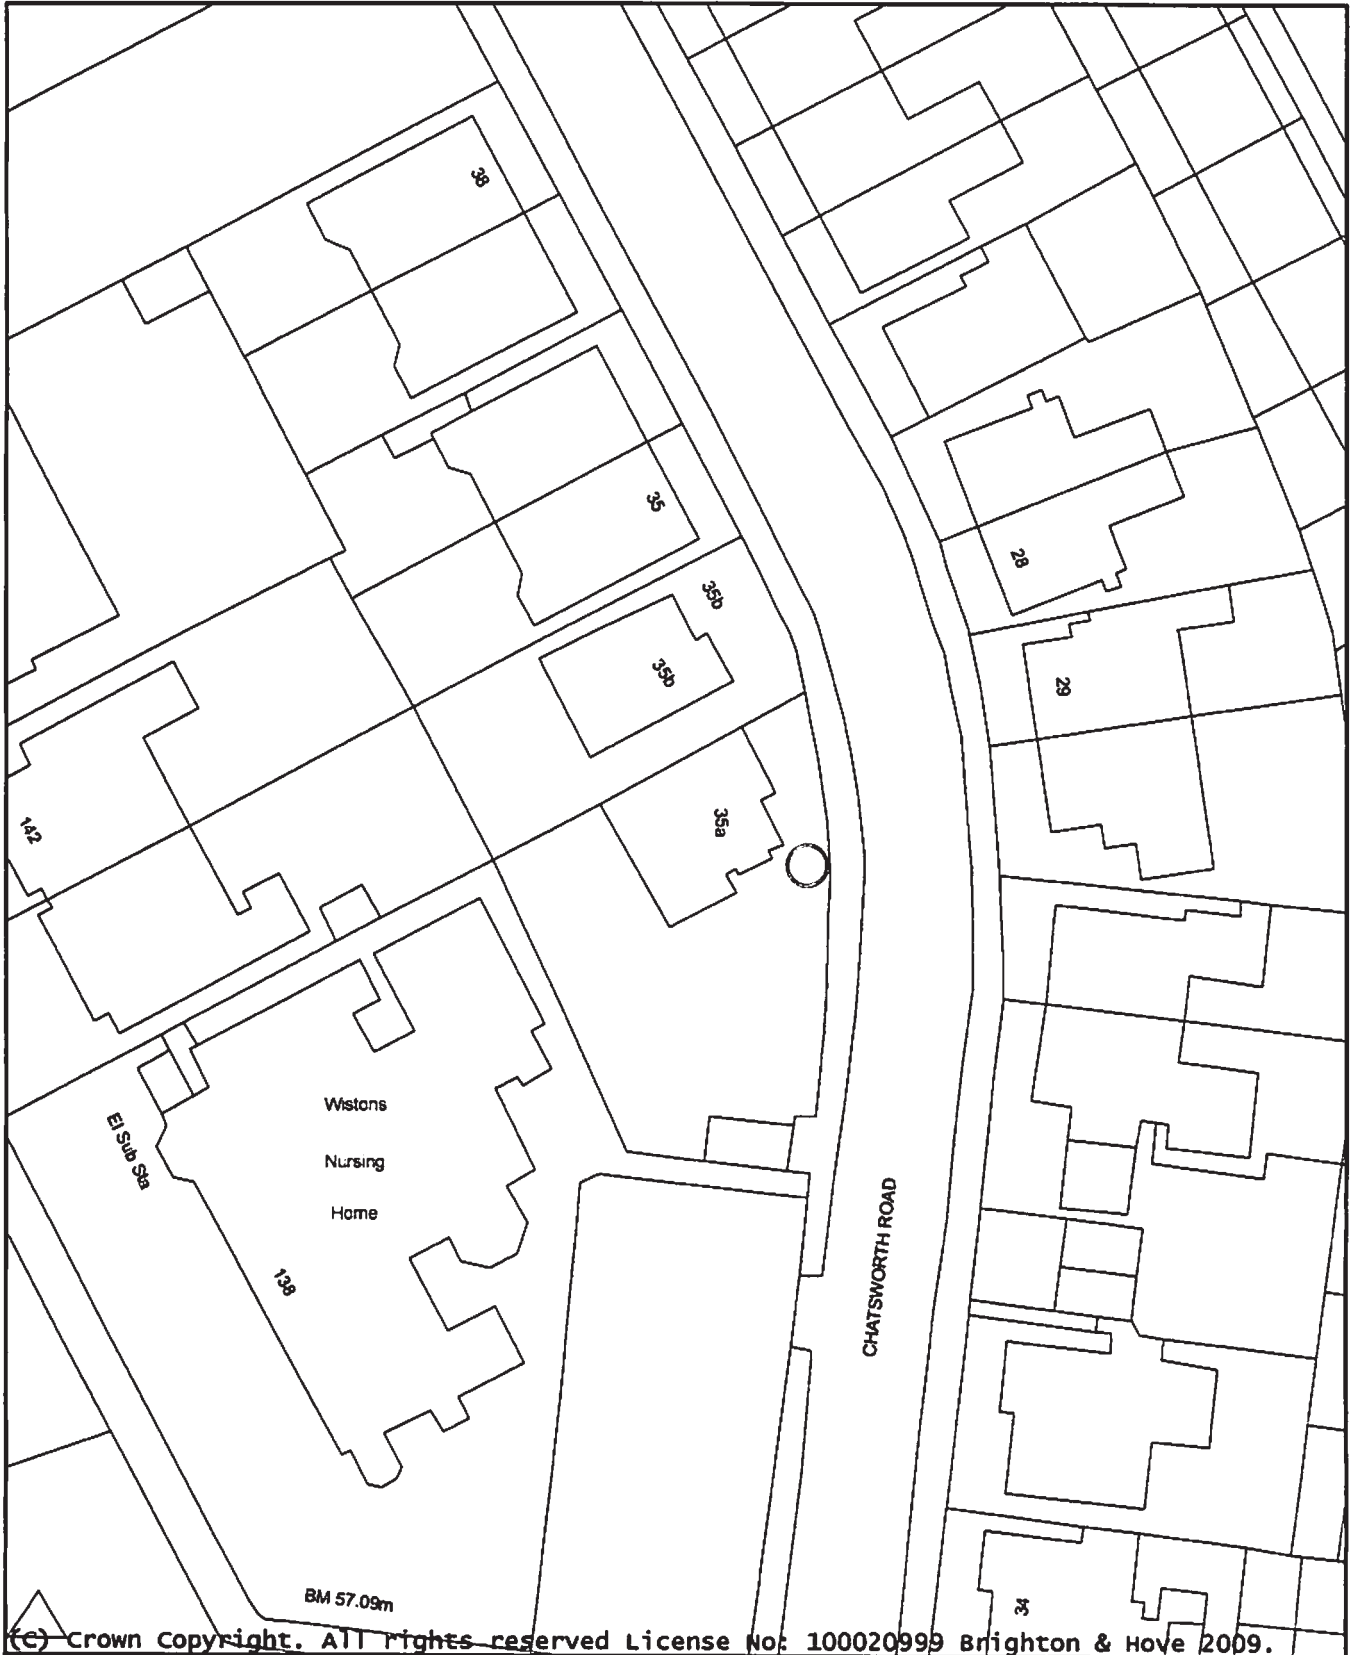 38
35
35b
28
35b
29
35a
142
Wistons
El Sub Sta
Nursing
Home
CHATSWORTH ROAD
138
BM 57.09m
34
(C) Crown Copyright. All rights reserved License No: 100020999 Brighton & Hove 2009.